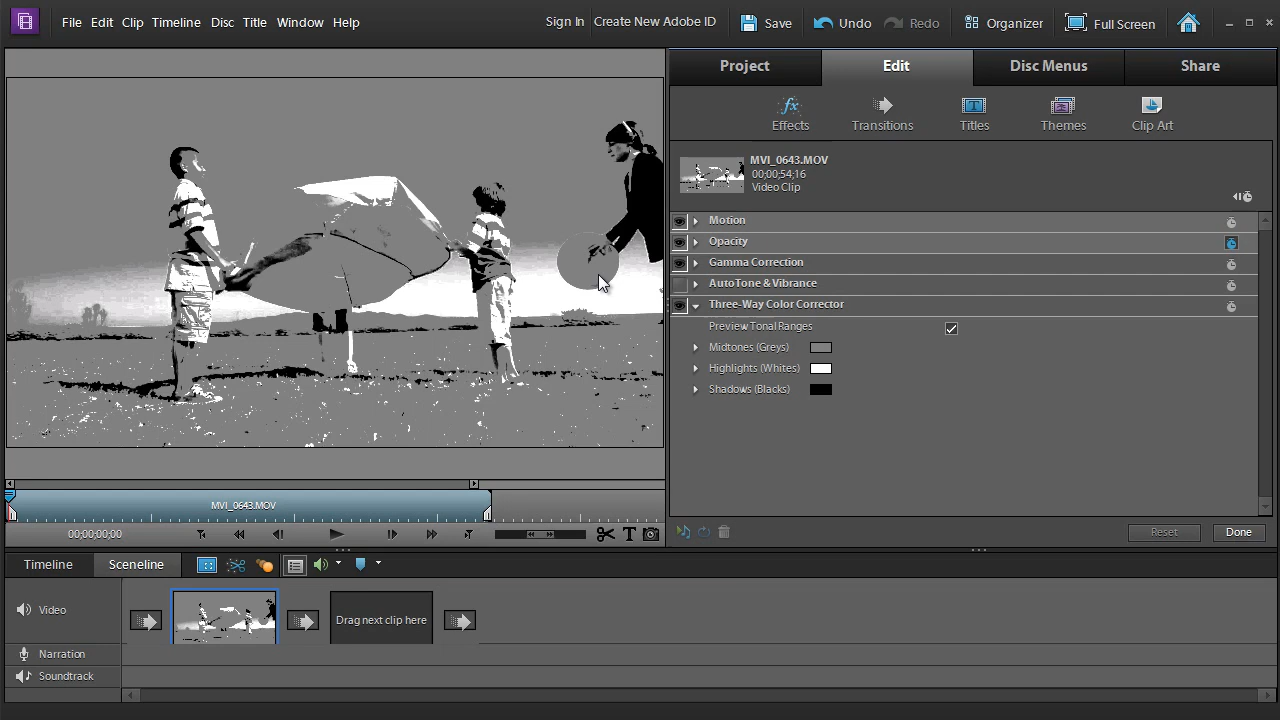 File Edit Clip Timeline Disc Title Window Help
Sign In Create New Adobe ID Save Undo Redo Organizer Full Screen
Project Edit Disc Menus Share
Effects Transitions Titles Themes Clip Art
MVI_0643.MOV
00;00;54;16
Video Clip
Motion
Opacity
Gamma Correction
AutoTone & Vibrance
Three-Way Color Corrector
Preview Tonal Ranges
Midtones (Greys)
Highlights (Whites)
Shadows (Blacks)
MVI_0643.MOV
00;00;00;00
Reset Done
Timeline Sceneline
Video
Drag next clip here
Narration
Soundtrack